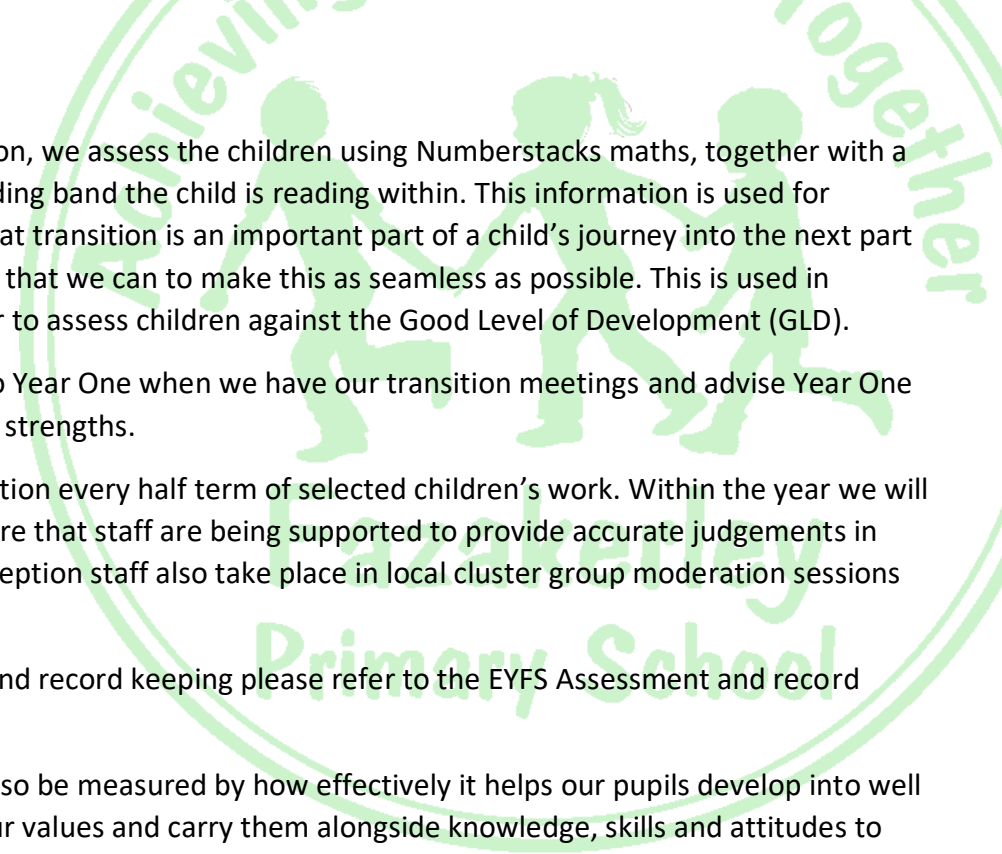 Achieving Together
on, we assess the children using Numberstacks maths, together with a
ding band the child is reading within. This information is used for
at transition is an important part of a child's journey into the next part
that we can to make this as seamless as possible. This is used in
r to assess children against the Good Level of Development (GLD).
o Year One when we have our transition meetings and advise Year One
strengths.
tion every half term of selected children's work. Within the year we will
re that staff are being supported to provide accurate judgements in
eption staff also take place in local cluster group moderation sessions
nd record keeping please refer to the EYFS Assessment and record
so be measured by how effectively it helps our pupils develop into well
ur values and carry them alongside knowledge, skills and attitudes to
Fazakerley
Primary School